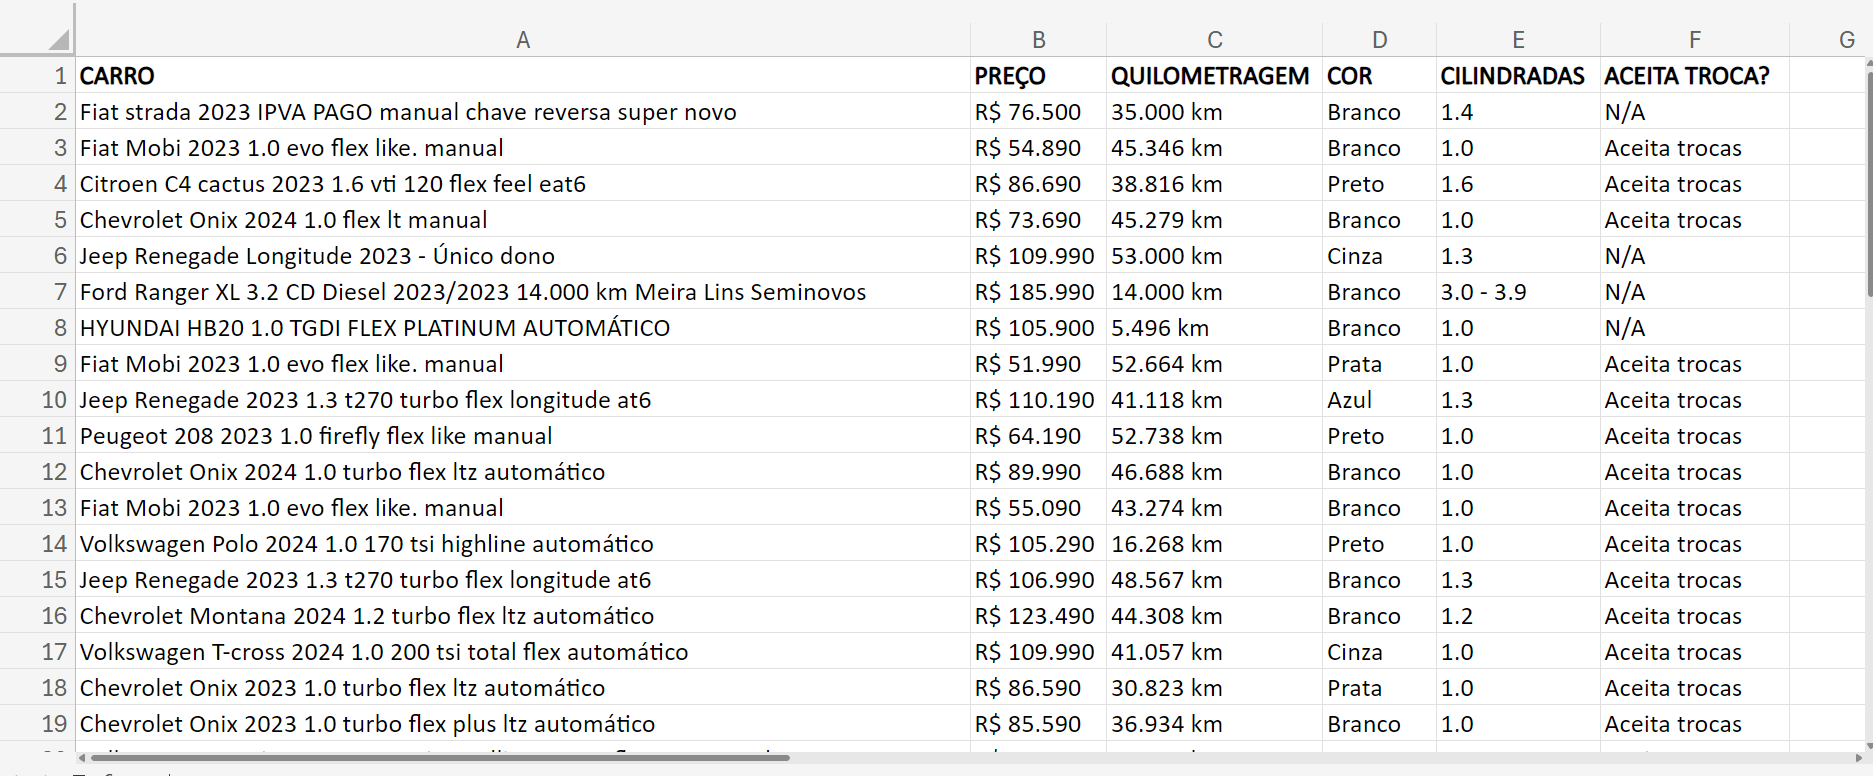 A B C D E F G
1 CARRO PREÇO QUILOMETRAGEM COR CILINDRADAS ACEITA TROCA?
2 Fiat strada 2023 IPVA PAGO manual chave reversa super novo R$ 76.500 35.000 km Branco 1.4 N/A
3 Fiat Mobi 2023 1.0 evo flex like. manual R$ 54.890 45.346 km Branco 1.0 Aceita trocas
4 Citroen C4 cactus 2023 1.6 vti 120 flex feel eat6 R$ 86.690 38.816 km Preto 1.6 Aceita trocas
5 Chevrolet Onix 2024 1.0 flex lt manual R$ 73.690 45.279 km Branco 1.0 Aceita trocas
6 Jeep Renegade Longitude 2023 - Único dono R$ 109.990 53.000 km Cinza 1.3 N/A
7 Ford Ranger XL 3.2 CD Diesel 2023/2023 14.000 km Meira Lins Seminovos R$ 185.990 14.000 km Branco 3.0 - 3.9 N/A
8 HYUNDAI HB20 1.0 TGDI FLEX PLATINUM AUTOMÁTICO R$ 105.900 5.496 km Branco 1.0 N/A
9 Fiat Mobi 2023 1.0 evo flex like. manual R$ 51.990 52.664 km Prata 1.0 Aceita trocas
10 Jeep Renegade 2023 1.3 t270 turbo flex longitude at6 R$ 110.190 41.118 km Azul 1.3 Aceita trocas
11 Peugeot 208 2023 1.0 firefly flex like manual R$ 64.190 52.738 km Preto 1.0 Aceita trocas
12 Chevrolet Onix 2024 1.0 turbo flex ltz automático R$ 89.990 46.688 km Branco 1.0 Aceita trocas
13 Fiat Mobi 2023 1.0 evo flex like. manual R$ 55.090 43.274 km Branco 1.0 Aceita trocas
14 Volkswagen Polo 2024 1.0 170 tsi highline automático R$ 105.290 16.268 km Preto 1.0 Aceita trocas
15 Jeep Renegade 2023 1.3 t270 turbo flex longitude at6 R$ 106.990 48.567 km Branco 1.3 Aceita trocas
16 Chevrolet Montana 2024 1.2 turbo flex ltz automático R$ 123.490 44.308 km Branco 1.2 Aceita trocas
17 Volkswagen T-cross 2024 1.0 200 tsi total flex automático R$ 109.990 41.057 km Cinza 1.0 Aceita trocas
18 Chevrolet Onix 2023 1.0 turbo flex ltz automático R$ 86.590 30.823 km Prata 1.0 Aceita trocas
19 Chevrolet Onix 2023 1.0 turbo flex plus ltz automático R$ 85.590 36.934 km Branco 1.0 Aceita trocas